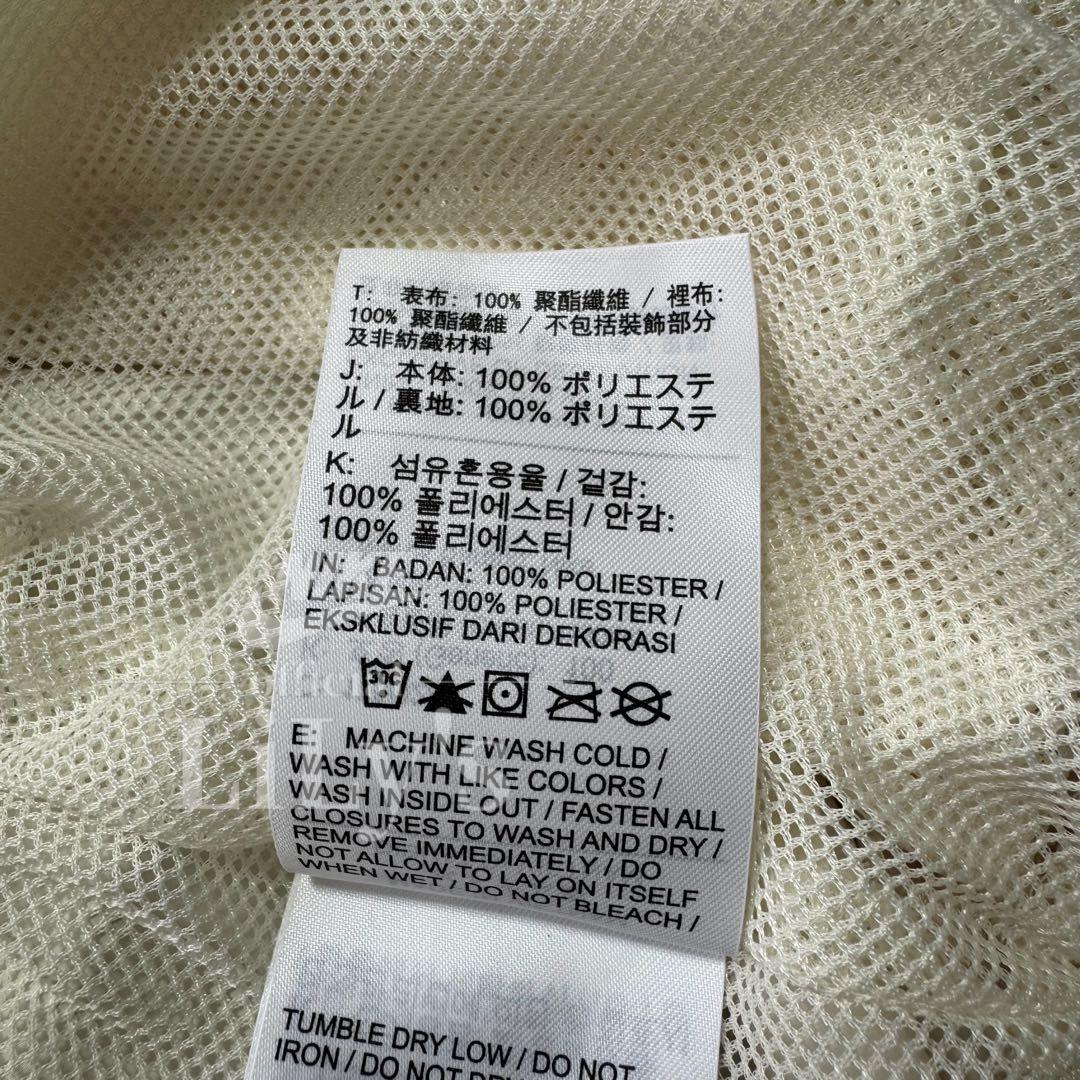 T: 表布: 100% 聚酯纖維 / 裡布:
100% 聚酯纖維 / 不包括裝飾部分
及非紡織材料
J: 本体: 100% ポリエステ
ル / 裏地: 100% ポリエステ
ル
K: 섬유혼용율 / 겉감:
100% 폴리에스터 / 안감:
100% 폴리에스터
IN: BADAN: 100% POLIESTER /
LAPISAN: 100% POLIESTER /
EKSKLUSIF DARI DEKORASI
30C
E: MACHINE WASH COLD /
WASH WITH LIKE COLORS /
WASH INSIDE OUT / FASTEN ALL
CLOSURES TO WASH AND DRY /
REMOVE IMMEDIATELY / DO
NOT ALLOW TO LAY ON ITSELF
WHEN WET / DO NOT BLEACH /
TUMBLE DRY LOW / DO NOT
IRON / DO NOT